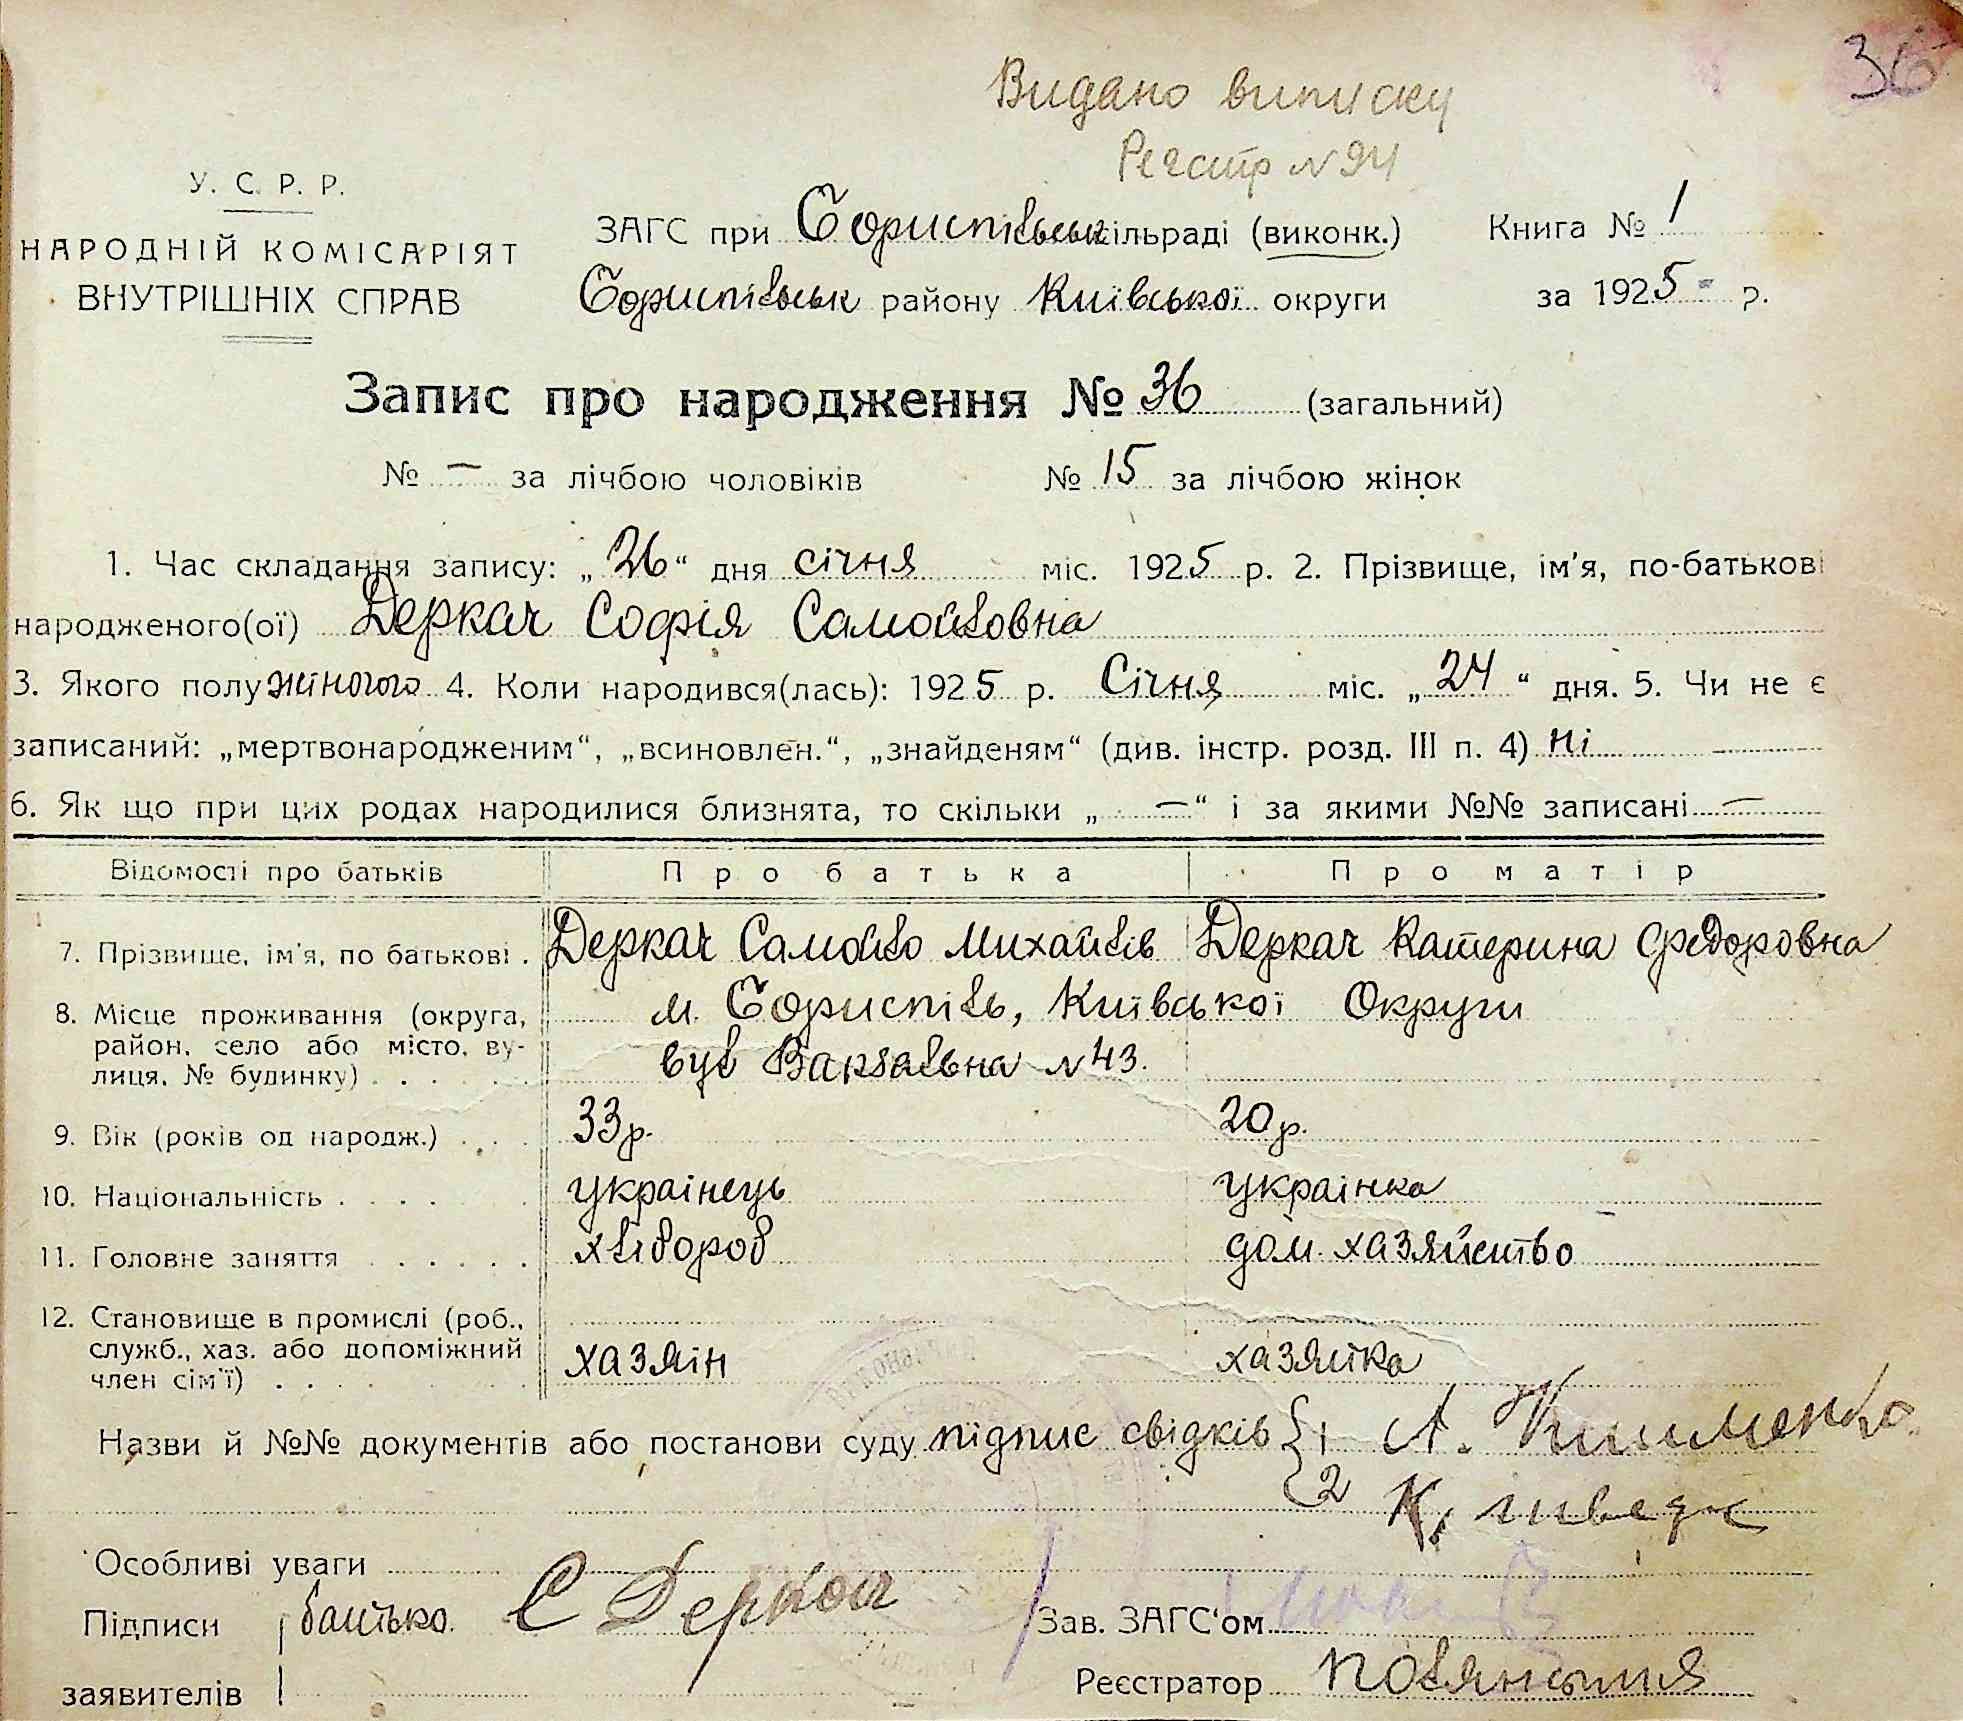 36
Видано виписку
Реєстр №94
У. С. Р. Р.
НАРОДНІЙ КОМІСАРІЯТ
ВНУТРІШНІХ СПРАВ
ЗАГС при Бориспільськ сільраді (виконк.) Книга № 1
Бориспільськ району Київської округи за 1925 р.
Запис про народження № 36 (загальний)
№ — за лічбою чоловіків № 15 за лічбою жінок
1. Час складання запису: „26“ дня січня міс. 1925 р. 2. Прізвище, ім'я, по-батькові
народженого(ої) Деркач Софія Самойловна
3. Якого полу жіночого 4. Коли народився(лась): 1925 р. Січня міс. „24“ дня. 5. Чи не є
записаний: „мертвонародженим“, „всиновлен.“, „знайденям“ (див. інстр. розд. III п. 4) ні
6. Як що при цих родах народилися близнята, то скільки „—“ і за якими №№ записані —
Відомості про батьків Про батька Про матір
7. Прізвище, ім'я, по батькові . Деркач Самойло Михайлів Деркач Катерина Федоровна
8. Місце проживання (округа, район, село або місто, вулиця, № будинку) . . . . м. Бориспіль, Київської Округи
вул Вакзальна №43.
9. Вік (років од народж.) . . . 33р. 20р.
10. Національність . . . . українець українка
11. Головне заняття . . . . . . хлібороб дом. хазяйство
12. Становище в промислі (роб.,
служб., хаз. або допоміжний
член сім'ї) . . . . хазяїн хазяйка
Назви й №№ документів або постанови суду підпис свідків { 1 А. Клименко
2 К. Швець
Особливі уваги
Підписи батько С Деркач Зав. ЗАГС'ом
заявителів Реєстратор